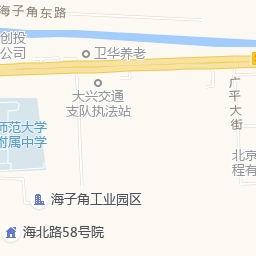 海子角东路
创投
公司
卫华养老
大兴交通
支队执法站
广平大街
师范大学
附属中学
北京
程有
海子角工业园区
海北路58号院